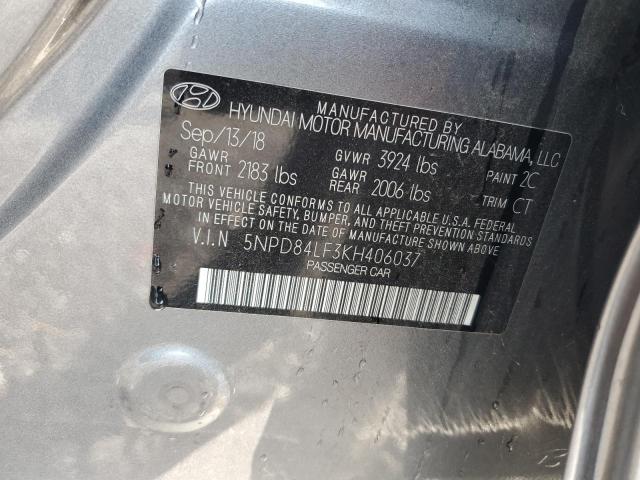 MANUFACTURED BY
HYUNDAI MOTOR MANUFACTURING ALABAMA, LLC
Sep/13/18
GVWR 3924 lbs PAINT 2C
GAWR FRONT 2183 lbs GAWR REAR 2006 lbs TRIM CT
THIS VEHICLE CONFORMS TO ALL APPLICABLE U.S.A. FEDERAL
MOTOR VEHICLE SAFETY, BUMPER, AND THEFT PREVENTION STANDARDS
IN EFFECT ON THE DATE OF MANUFACTURE SHOWN ABOVE
V.I.N 5NPD84LF3KH406037
PASSENGER CAR